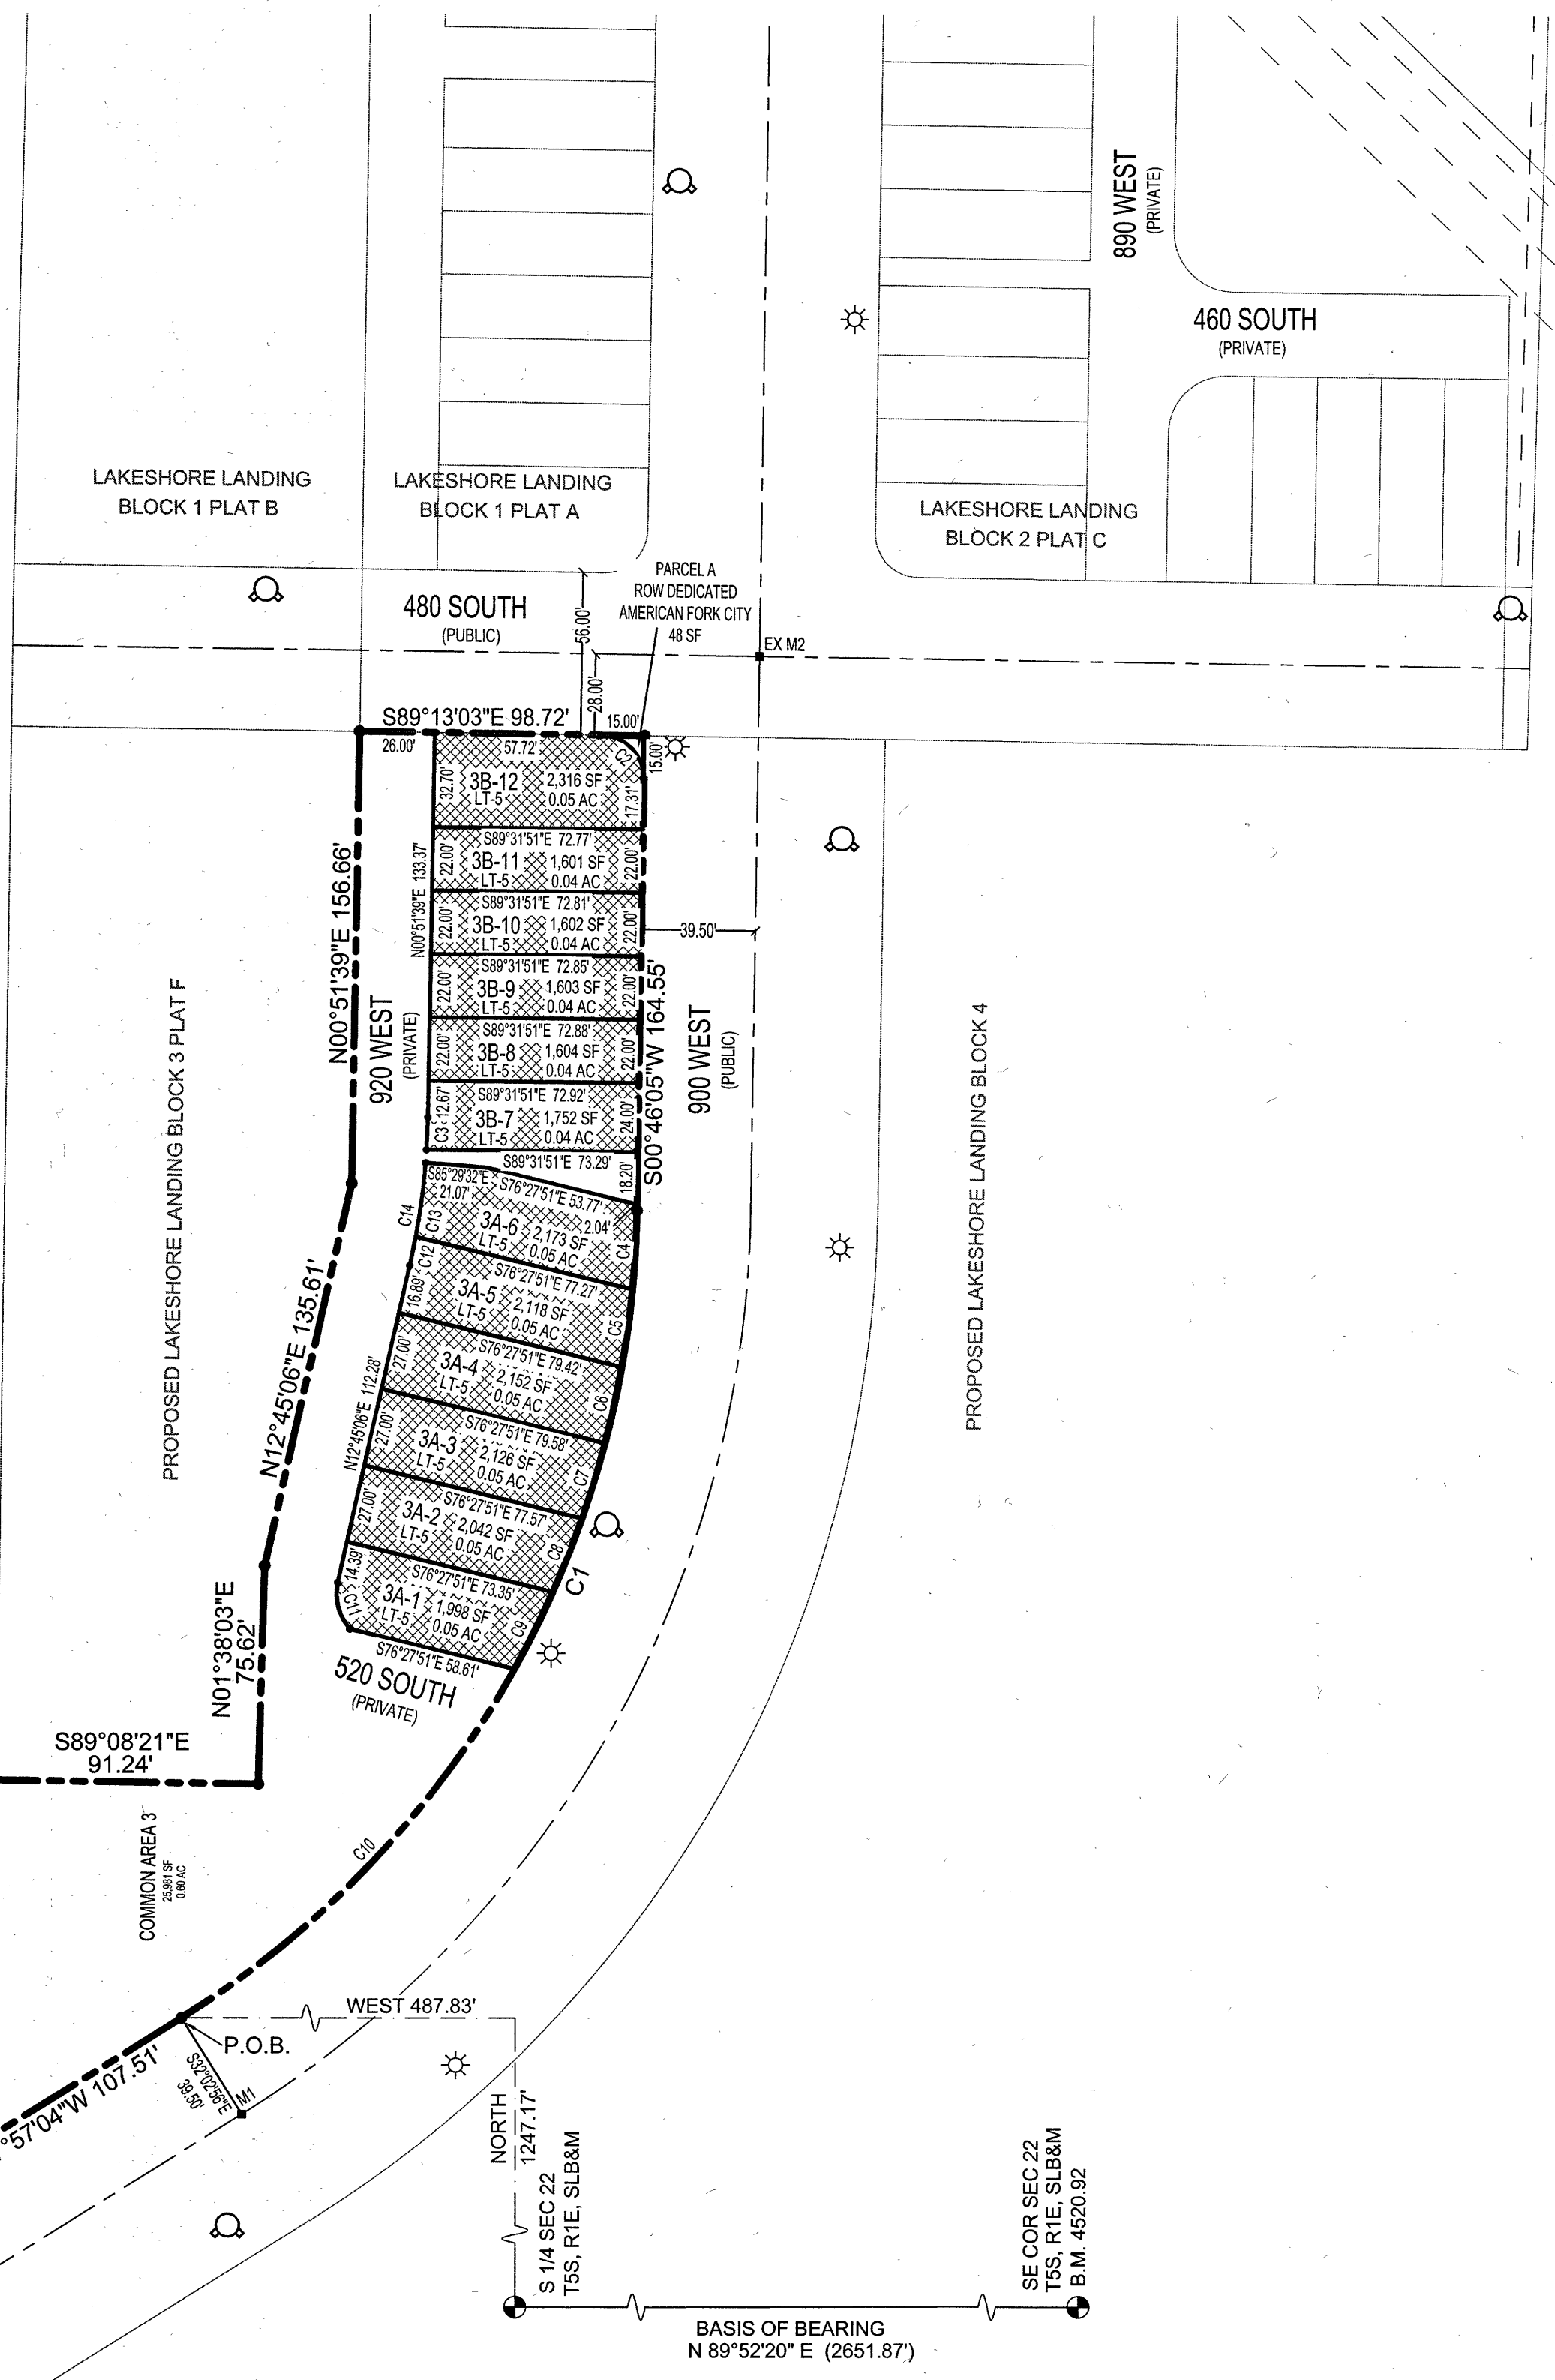 890 WEST
(PRIVATE)
460 SOUTH
(PRIVATE)
LAKESHORE LANDING
BLOCK 1 PLAT B
LAKESHORE LANDING
BLOCK 1 PLAT A
LAKESHORE LANDING
BLOCK 2 PLAT C
PARCEL A
ROW DEDICATED
AMERICAN FORK CITY
48 SF
480 SOUTH
(PUBLIC)
56.00'
28.00'
EX M2
S89°13'03"E 98.72'
15.00'
26.00'
57.72'
C2
15.00'
32.70'
3B-12
LT-5
2,316 SF
0.05 AC
17.31'
S89°31'51"E 72.77'
22.00'
3B-11
LT-5
1,601 SF
0.04 AC
22.00'
S89°31'51"E 72.81'
22.00'
3B-10
LT-5
1,602 SF
0.04 AC
22.00'
39.50'
S89°31'51"E 72.85'
22.00'
3B-9
LT-5
1,603 SF
0.04 AC
22.00'
S89°31'51"E 72.88'
22.00'
3B-8
LT-5
1,604 SF
0.04 AC
22.00'
S89°31'51"E 72.92'
12.67'
C3
3B-7
LT-5
1,752 SF
0.04 AC
24.00'
S89°31'51"E 73.29'
18.20'
N00°51'39"E 156.66'
N00°51'39"E 133.37'
920 WEST
(PRIVATE)
S00°46'05"W 164.55'
900 WEST
(PUBLIC)
PROPOSED LAKESHORE LANDING BLOCK 3 PLAT F
PROPOSED LAKESHORE LANDING BLOCK 4
S85°29'32"E
21.07'
S76°27'51"E 53.77'
2.04'
C14
C13
3A-6
LT-5
2,173 SF
0.05 AC
C4
S76°27'51"E 77.27'
C12
16.89'
3A-5
LT-5
2,118 SF
0.05 AC
C5
S76°27'51"E 79.42'
27.00'
3A-4
LT-5
2,152 SF
0.05 AC
C6
S76°27'51"E 79.58'
27.00'
3A-3
LT-5
2,126 SF
0.05 AC
C7
S76°27'51"E 77.57'
27.00'
3A-2
LT-5
2,042 SF
0.05 AC
C8
S76°27'51"E 73.35'
14.39'
C11
3A-1
LT-5
1,998 SF
0.05 AC
C9
S76°27'51"E 58.61'
C1
N12°45'06"E 135.61'
N12°45'06"E 112.28'
520 SOUTH
(PRIVATE)
N01°38'03"E
75.62'
S89°08'21"E
91.24'
COMMON AREA 3
25,981 SF
0.60 AC
C10
WEST 487.83'
P.O.B.
S32°02'56"E
39.50'
M1
°57'04"W 107.51'
NORTH
1247.17'
S 1/4 SEC 22
T5S, R1E, SLB&M
SE COR SEC 22
T5S, R1E, SLB&M
B.M. 4520.92
BASIS OF BEARING
N 89°52'20" E (2651.87')